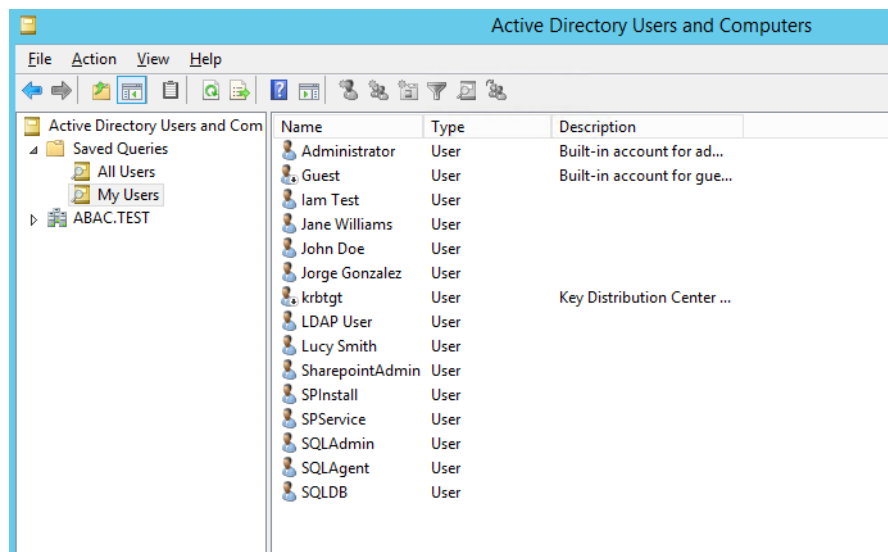 Active Directory Users and Computers
File Action View Help
Active Directory Users and Com
Saved Queries
All Users
My Users
ABAC.TEST
Name Type Description
Administrator User Built-in account for ad...
Guest User Built-in account for gue...
Iam Test User
Jane Williams User
John Doe User
Jorge Gonzalez User
krbtgt User Key Distribution Center ...
LDAP User User
Lucy Smith User
SharepointAdmin User
SPInstall User
SPService User
SQLAdmin User
SQLAgent User
SQLDB User